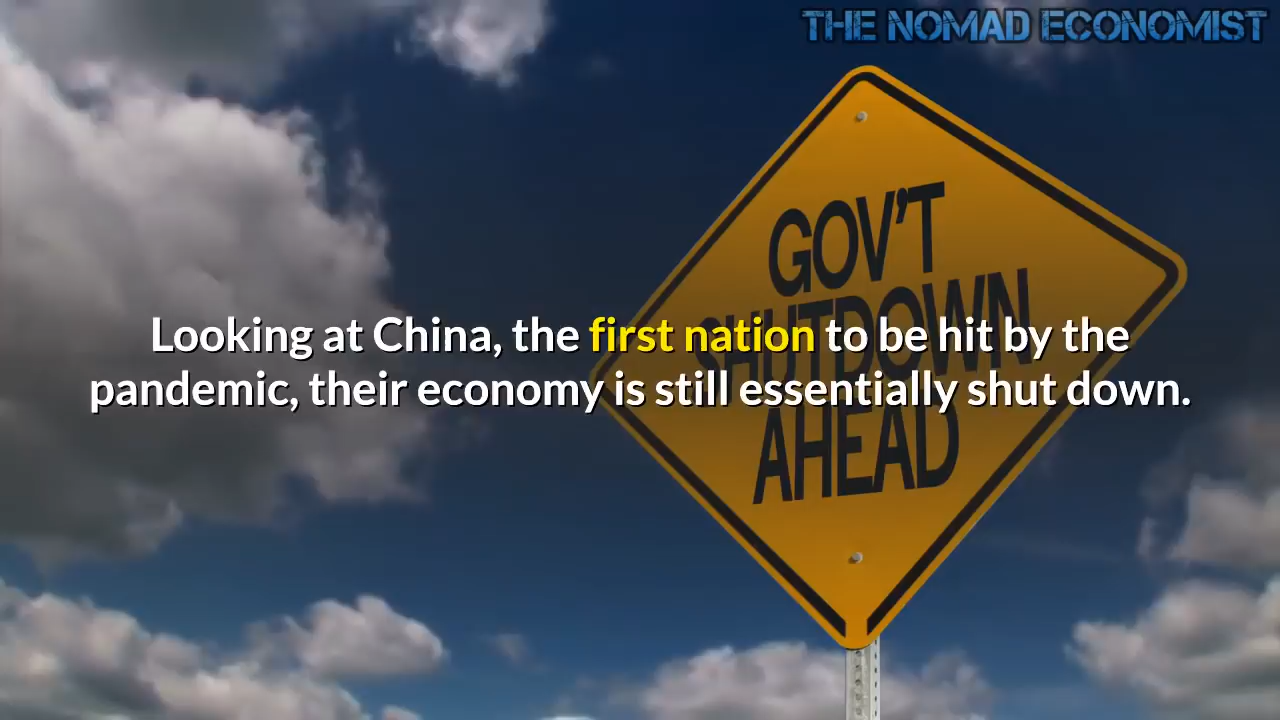 THE NOMAD ECONOMIST
GOV'T
SHUTDOWN
AHEAD
Looking at China, the first nation to be hit by the
pandemic, their economy is still essentially shut down.